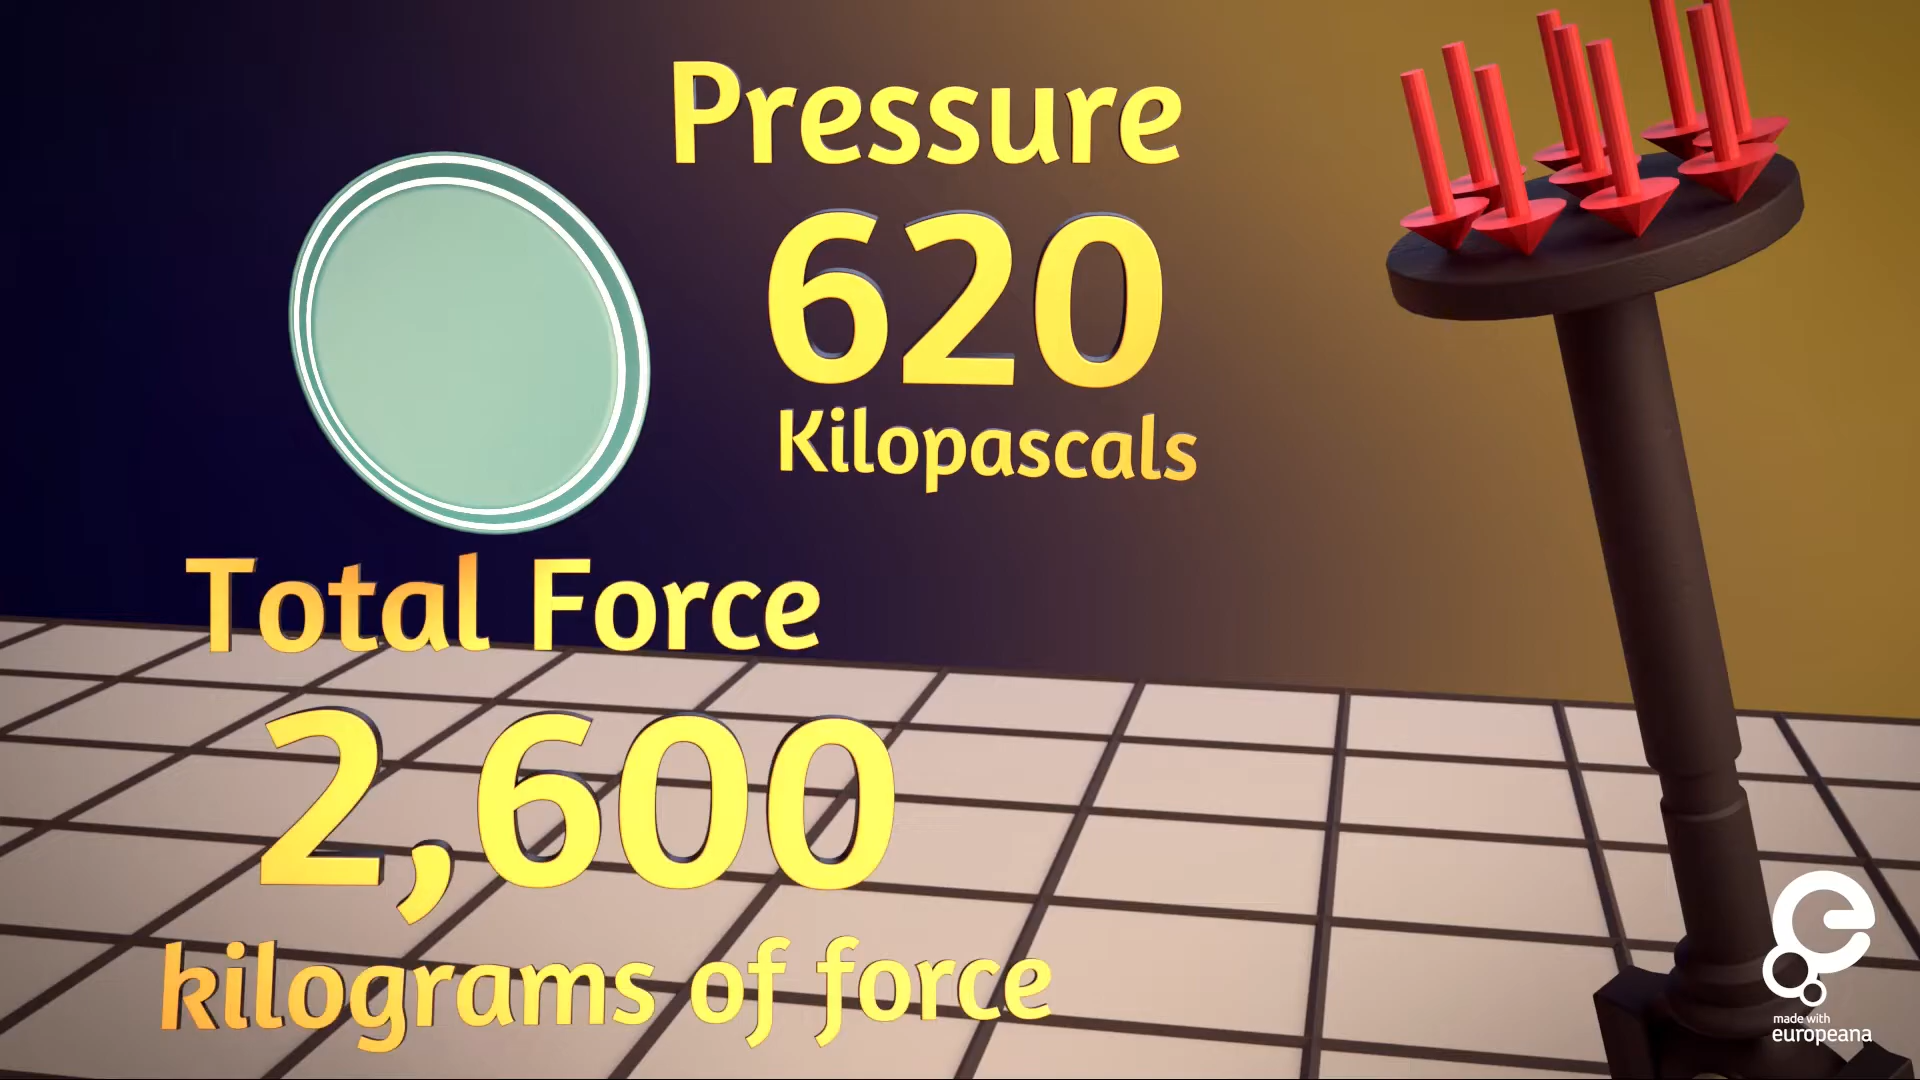 Pressure
620
Kilopascals
Total Force
2,600
kilograms of force
made with
europeana